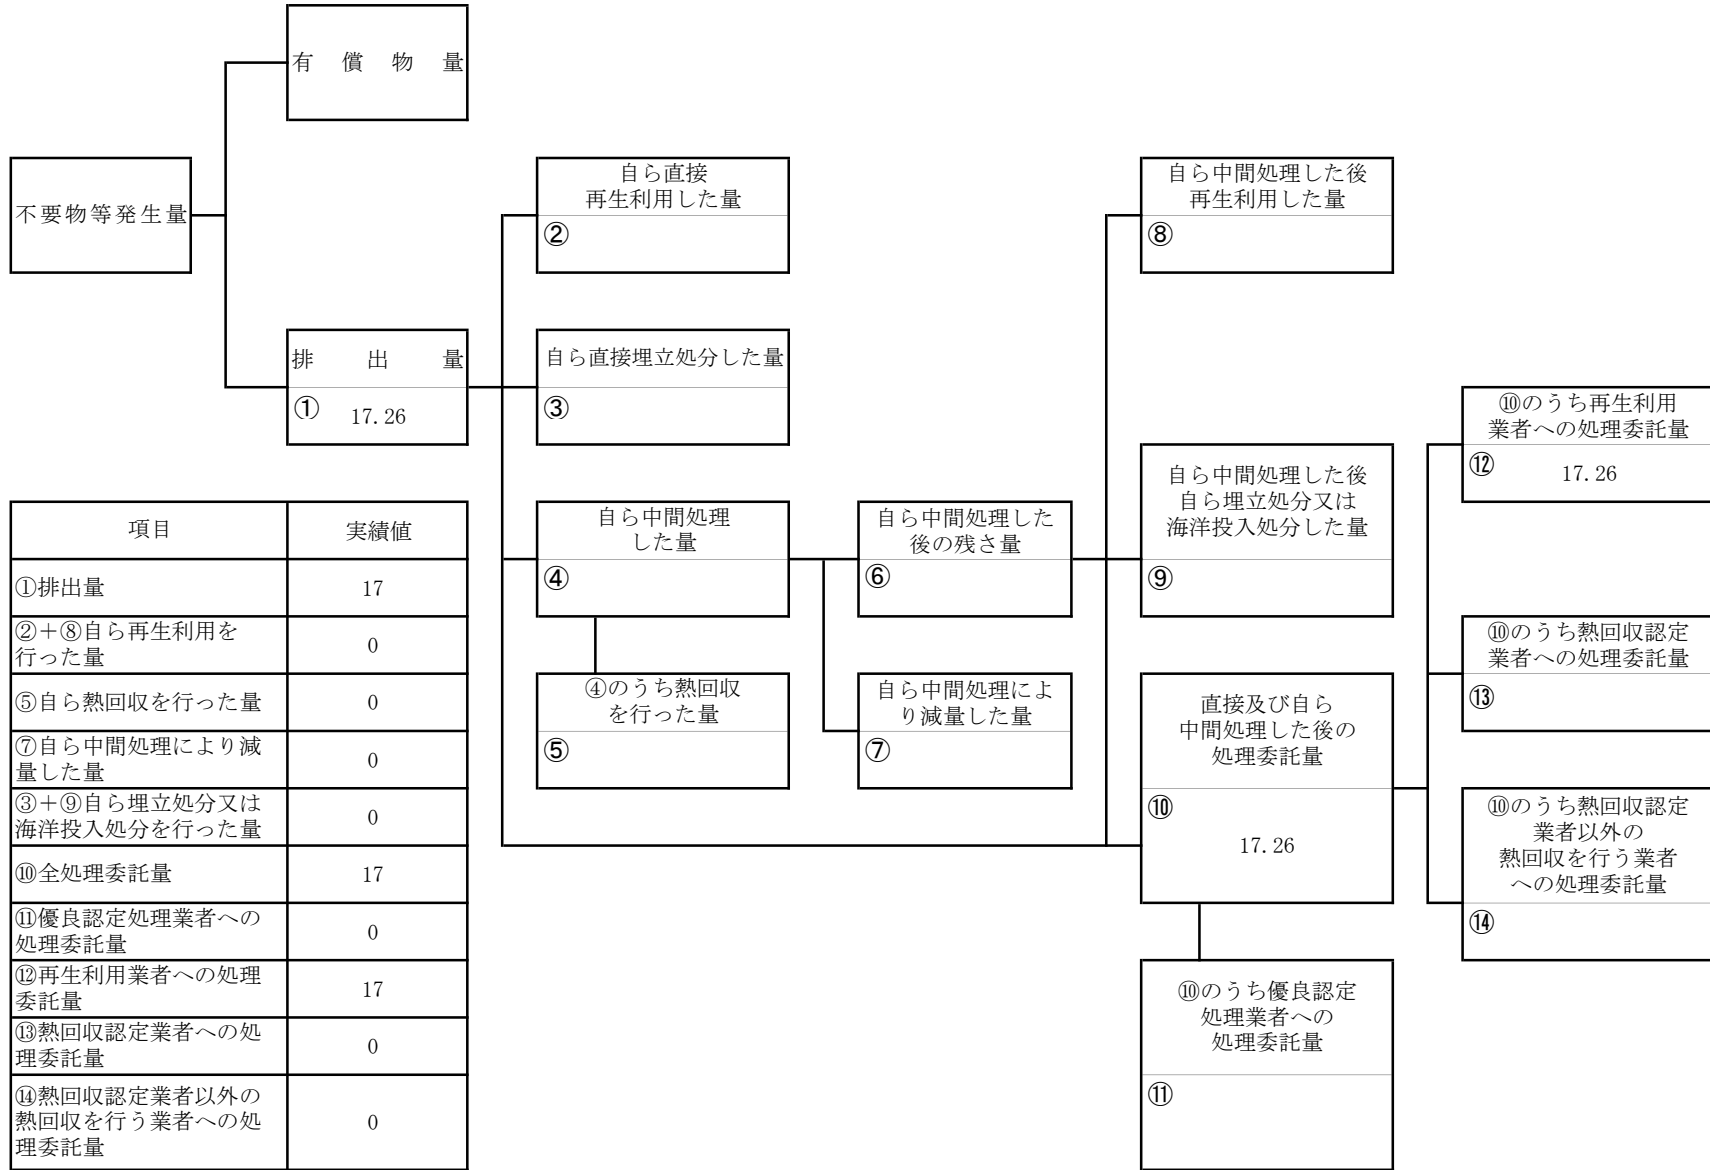 有償物量
不要物等発生量
自ら直接
再生利用した量
②
自ら中間処理した後
再生利用した量
⑧
排出量
① 17.26
自ら直接埋立処分した量
③
⑩のうち再生利用
業者への処理委託量
⑫ 17.26
自ら中間処理した後
自ら埋立処分又は
海洋投入処分した量
⑨
自ら中間処理
した量
④
自ら中間処理した
後の残さ量
⑥
⑩のうち熱回収認定
業者への処理委託量
⑬
④のうち熱回収
を行った量
⑤
自ら中間処理によ
り減量した量
⑦
直接及び自ら
中間処理した後の
処理委託量
⑩
17.26
⑩のうち熱回収認定
業者以外の
熱回収を行う業者
への処理委託量
⑭
⑩のうち優良認定
処理業者への
処理委託量
⑪
項目 実績値
①排出量 17
②＋⑧自ら再生利用を
行った量 0
⑤自ら熱回収を行った量 0
⑦自ら中間処理により減
量した量 0
③＋⑨自ら埋立処分又は
海洋投入処分を行った量 0
⑩全処理委託量 17
⑪優良認定処理業者への
処理委託量 0
⑫再生利用業者への処理
委託量 17
⑬熱回収認定業者への処
理委託量 0
⑭熱回収認定業者以外の
熱回収を行う業者への処
理委託量 0